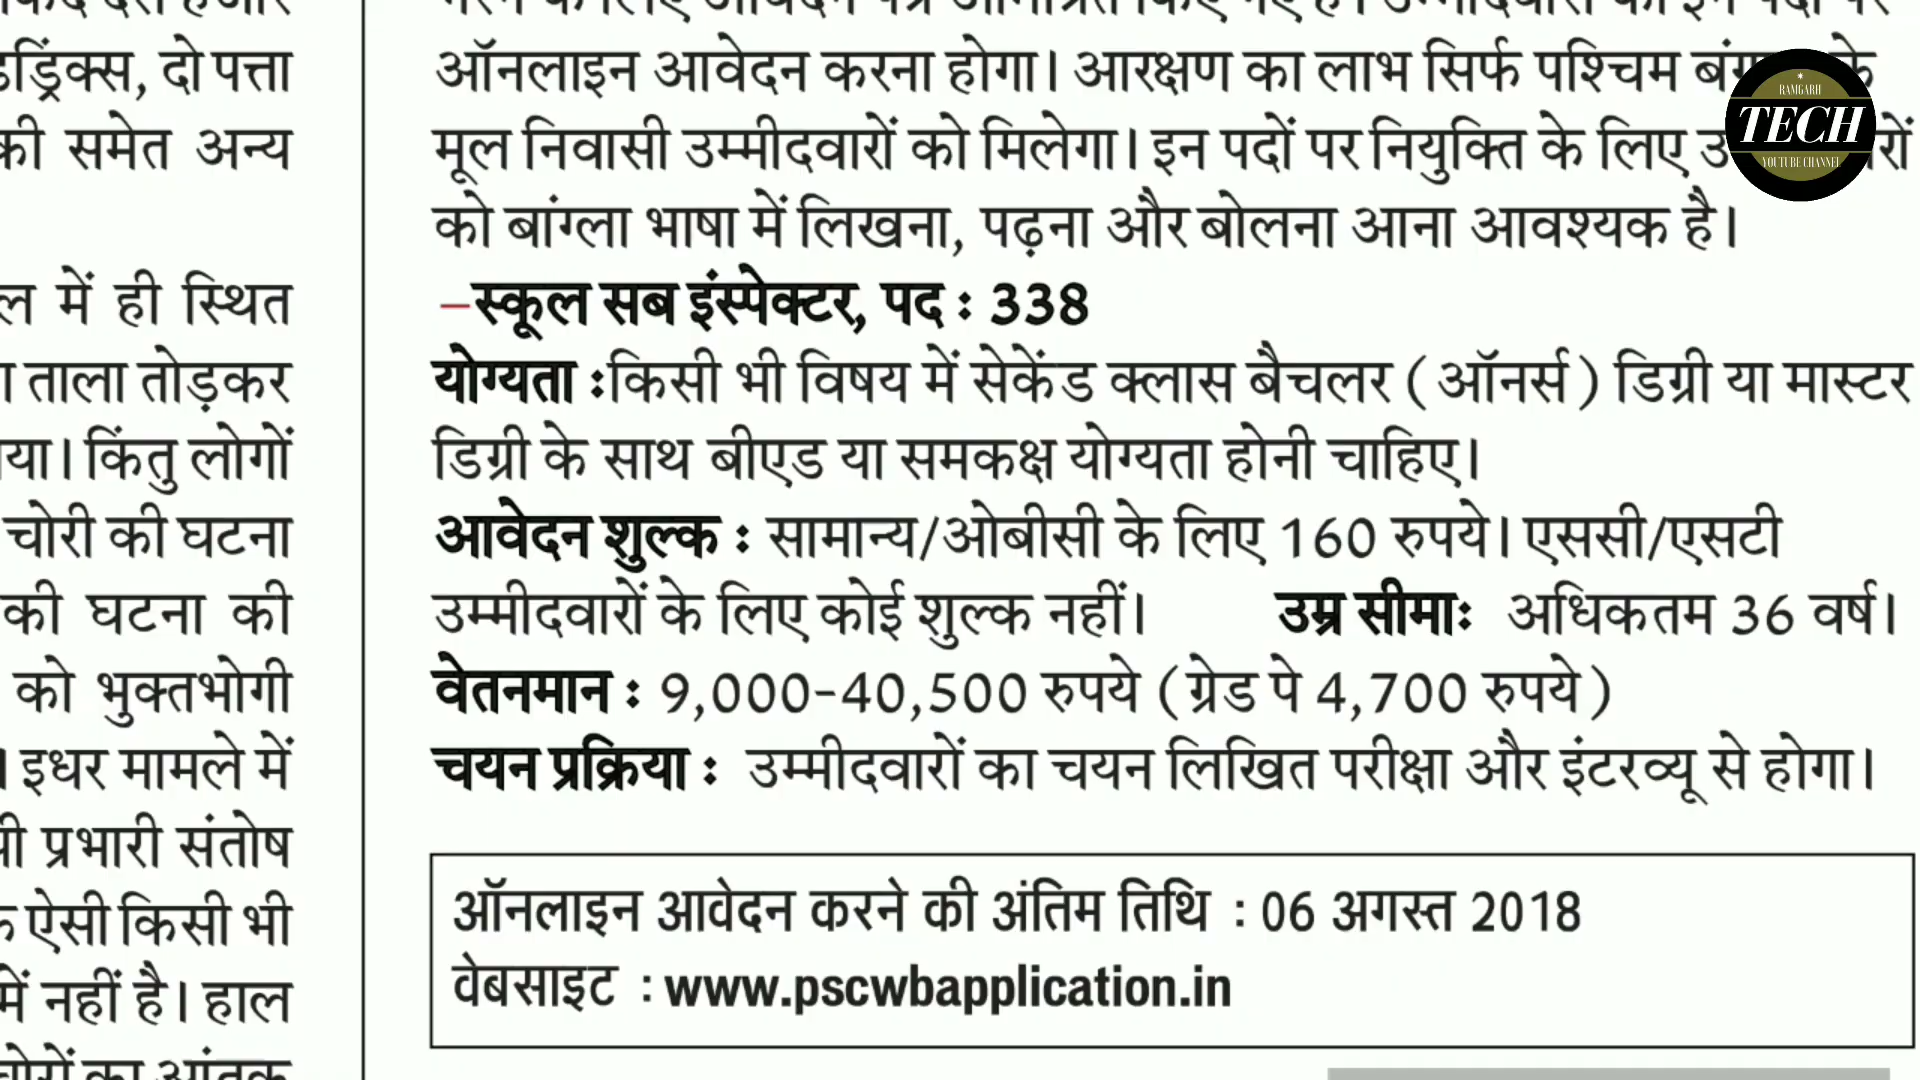 ड्रिंक्स, दो पत्ता
की समेत अन्य
में ही स्थित
ताला तोड़कर
किंतु लोगों
चोरी की घटना
की घटना की
को भुक्तभोगी
। इधर मामले में
प्रभारी संतोष
ऐसी किसी भी
में नहीं है। हाल
ऑनलाइन आवेदन करना होगा। आरक्षण का लाभ सिर्फ पश्चिम के
मूल निवासी उम्मीदवारों को मिलेगा। इन पदों पर नियुक्ति के लिए
को बांग्ला भाषा में लिखना, पढ़ना और बोलना आना आवश्यक है।
–स्कूल सब इंस्पेक्टर, पद : 338
योग्यता :किसी भी विषय में सेकेंड क्लास बैचलर (ऑनर्स) डिग्री या मास्टर
डिग्री के साथ बीएड या समकक्ष योग्यता होनी चाहिए।
आवेदन शुल्क : सामान्य/ओबीसी के लिए 160 रुपये। एससी/एसटी
उम्मीदवारों के लिए कोई शुल्क नहीं। उम्र सीमाः अधिकतम 36 वर्ष।
वेतनमान : 9,000-40,500 रुपये (ग्रेड पे 4,700 रुपये)
चयन प्रक्रिया : उम्मीदवारों का चयन लिखित परीक्षा और इंटरव्यू से होगा।
ऑनलाइन आवेदन करने की अंतिम तिथि : 06 अगस्त 2018
वेबसाइट : www.pscwbapplication.in
RAMGARH
TECH
YOUTUBE CHANNEL